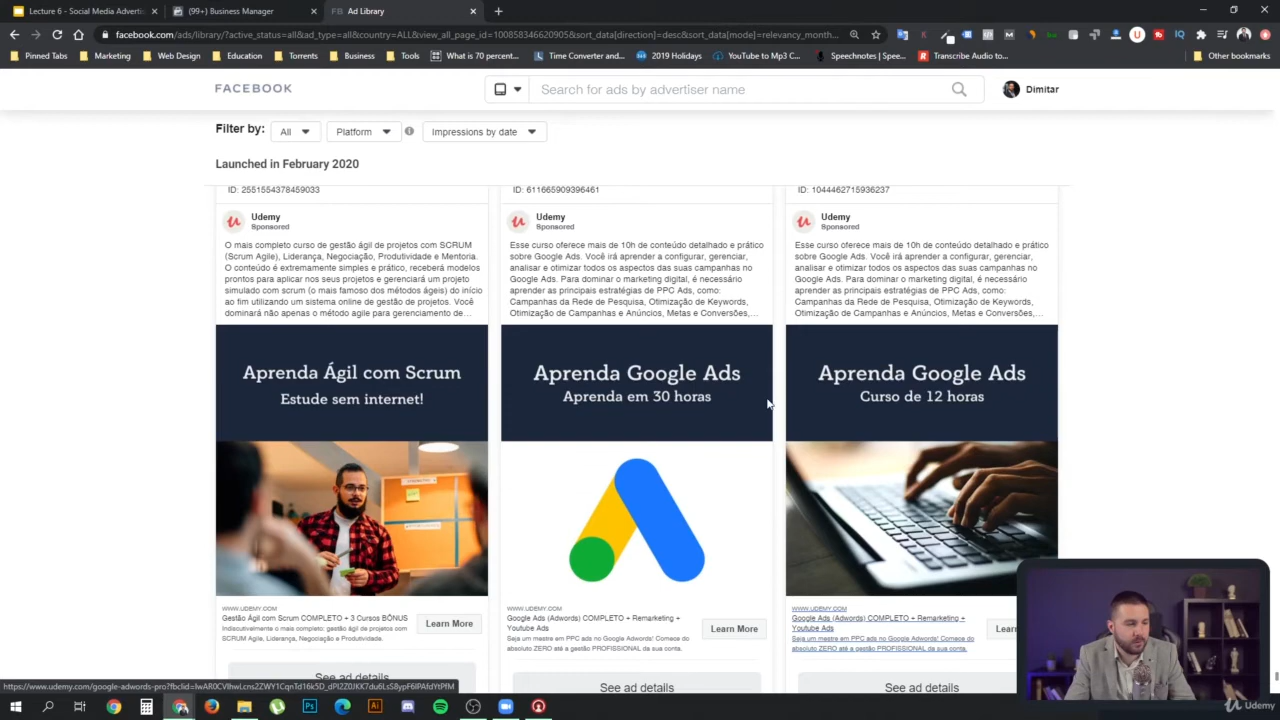 Lecture 6 - Social Media Adverti
(99+) Business Manager
Ad Library
facebook.com/ads/library/?active_status=all&ad_type=all&country=ALL&view_all_page_id=100858346620905&sort_data[direction]=desc&sort_data[mode]=relevancy_month...
Pinned Tabs
Marketing
Web Design
Education
Torrents
Business
Tools
What is 70 percent...
Time Converter and...
2019 Holidays
YouTube to Mp3 C...
Speechnotes | Spee...
Transcribe Audio to...
Other bookmarks
FACEBOOK
Search for ads by advertiser name
Dimitar
Filter by:
All
Platform
Impressions by date
Launched in February 2020
ID: 2551554378459033
Udemy
Sponsored
O mais completo curso de gestão ágil de projetos com SCRUM
(Scrum Agile), Liderança, Negociação, Produtividade e Mentoria.
O conteúdo é extremamente simples e prático, receberá modelos
prontos para aplicar nos seus projetos e gerenciará um projeto
simulado com scrum (o mais famoso dos métodos ágeis) do início
ao fim utilizando um sistema online de gestão de projetos. Você
dominará não apenas o método agile para gerenciamento de...
Aprenda Ágil com Scrum
Estude sem internet!
WWW.UDEMY.COM
Gestão Ágil com Scrum COMPLETO + 3 Cursos BÔNUS
Indiscutivelmente o mais completo: gestão ágil de projetos com
SCRUM Agile, Liderança, Negociação e Produtividade.
Learn More
See ad details
ID: 611665909396461
Udemy
Sponsored
Esse curso oferece mais de 10h de conteúdo detalhado e prático
sobre Google Ads. Você irá aprender a configurar, gerenciar,
analisar e otimizar todos os aspectos das suas campanhas no
Google Ads. Para dominar o marketing digital, é necessário
aprender as principais estratégias de PPC Ads, como:
Campanhas da Rede de Pesquisa, Otimização de Keywords,
Otimização de Campanhas e Anúncios, Metas e Conversões,...
Aprenda Google Ads
Aprenda em 30 horas
WWW.UDEMY.COM
Google Ads (Adwords) COMPLETO + Remarketing +
Youtube Ads
Seja um mestre em PPC ads no Google Adwords! Comece do
absoluto ZERO até a gestão PROFISSIONAL da sua conta.
Learn More
See ad details
ID: 1044462715936237
Udemy
Sponsored
Esse curso oferece mais de 10h de conteúdo detalhado e prático
sobre Google Ads. Você irá aprender a configurar, gerenciar,
analisar e otimizar todos os aspectos das suas campanhas no
Google Ads. Para dominar o marketing digital, é necessário
aprender as principais estratégias de PPC Ads, como:
Campanhas da Rede de Pesquisa, Otimização de Keywords,
Otimização de Campanhas e Anúncios, Metas e Conversões,...
Aprenda Google Ads
Curso de 12 horas
WWW.UDEMY.COM
Google Ads (Adwords) COMPLETO + Remarketing +
Youtube Ads
Seja um mestre em PPC ads no Google Adwords! Comece do
absoluto ZERO até a gestão PROFISSIONAL da sua conta.
Lear
See ad details
Udemy